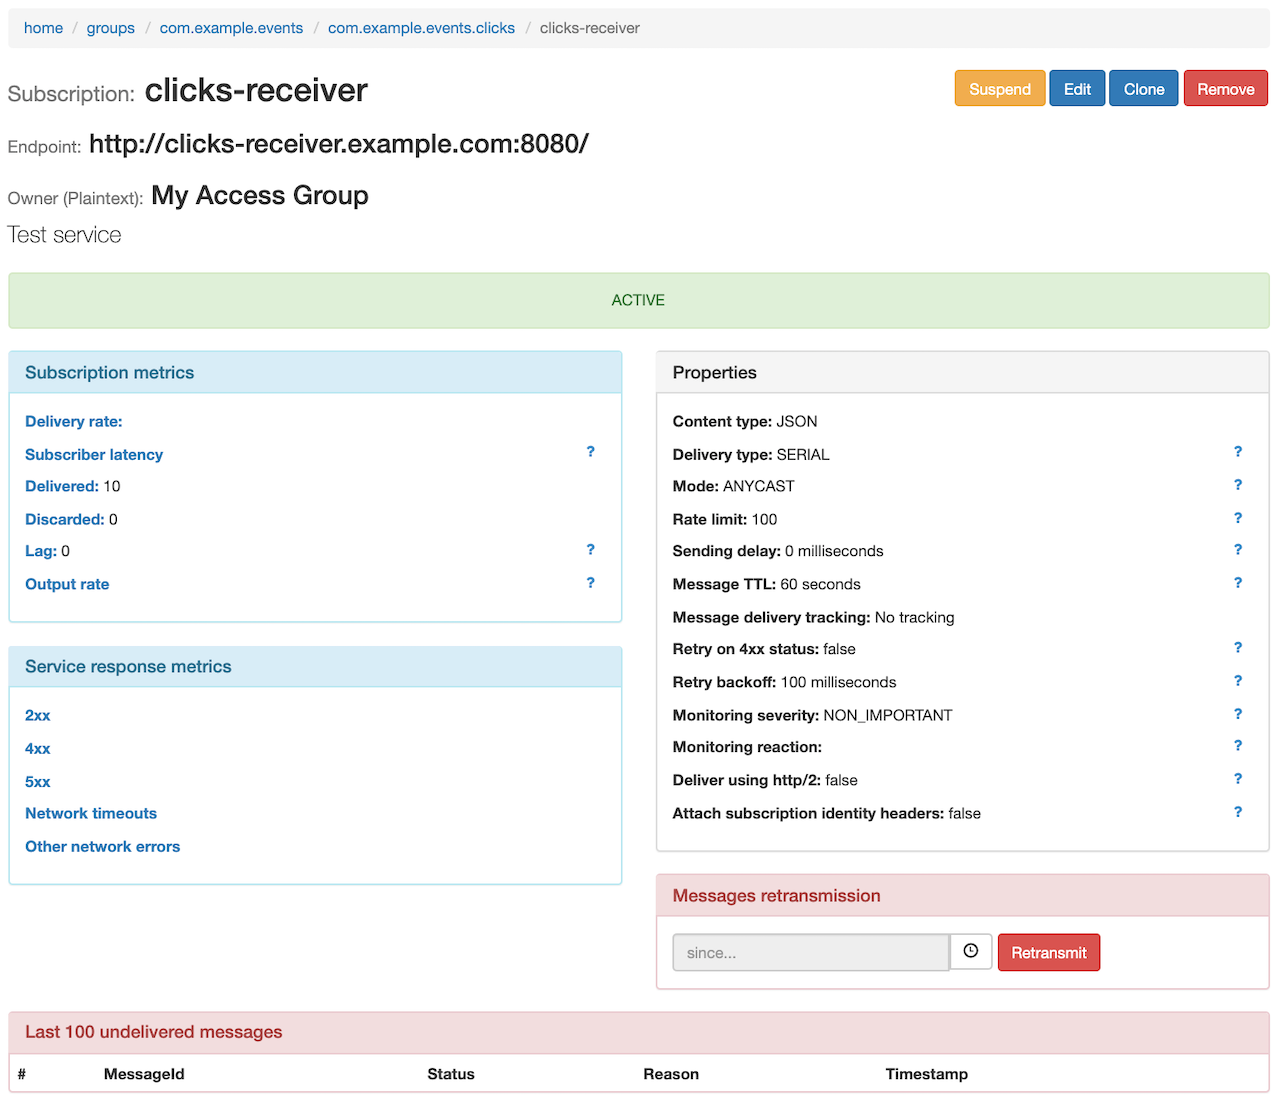 home / groups / com.example.events / com.example.events.clicks / clicks-receiver
Subscription: clicks-receiver
Suspend Edit Clone Remove
Endpoint: http://clicks-receiver.example.com:8080/
Owner (Plaintext): My Access Group
Test service
ACTIVE
Subscription metrics
Delivery rate:
Subscriber latency ?
Delivered: 10
Discarded: 0
Lag: 0 ?
Output rate ?
Service response metrics
2xx
4xx
5xx
Network timeouts
Other network errors
Properties
Content type: JSON
Delivery type: SERIAL ?
Mode: ANYCAST ?
Rate limit: 100 ?
Sending delay: 0 milliseconds ?
Message TTL: 60 seconds ?
Message delivery tracking: No tracking
Retry on 4xx status: false ?
Retry backoff: 100 milliseconds ?
Monitoring severity: NON_IMPORTANT ?
Monitoring reaction: ?
Deliver using http/2: false ?
Attach subscription identity headers: false ?
Messages retransmission
since... Retransmit
Last 100 undelivered messages
# MessageId Status Reason Timestamp